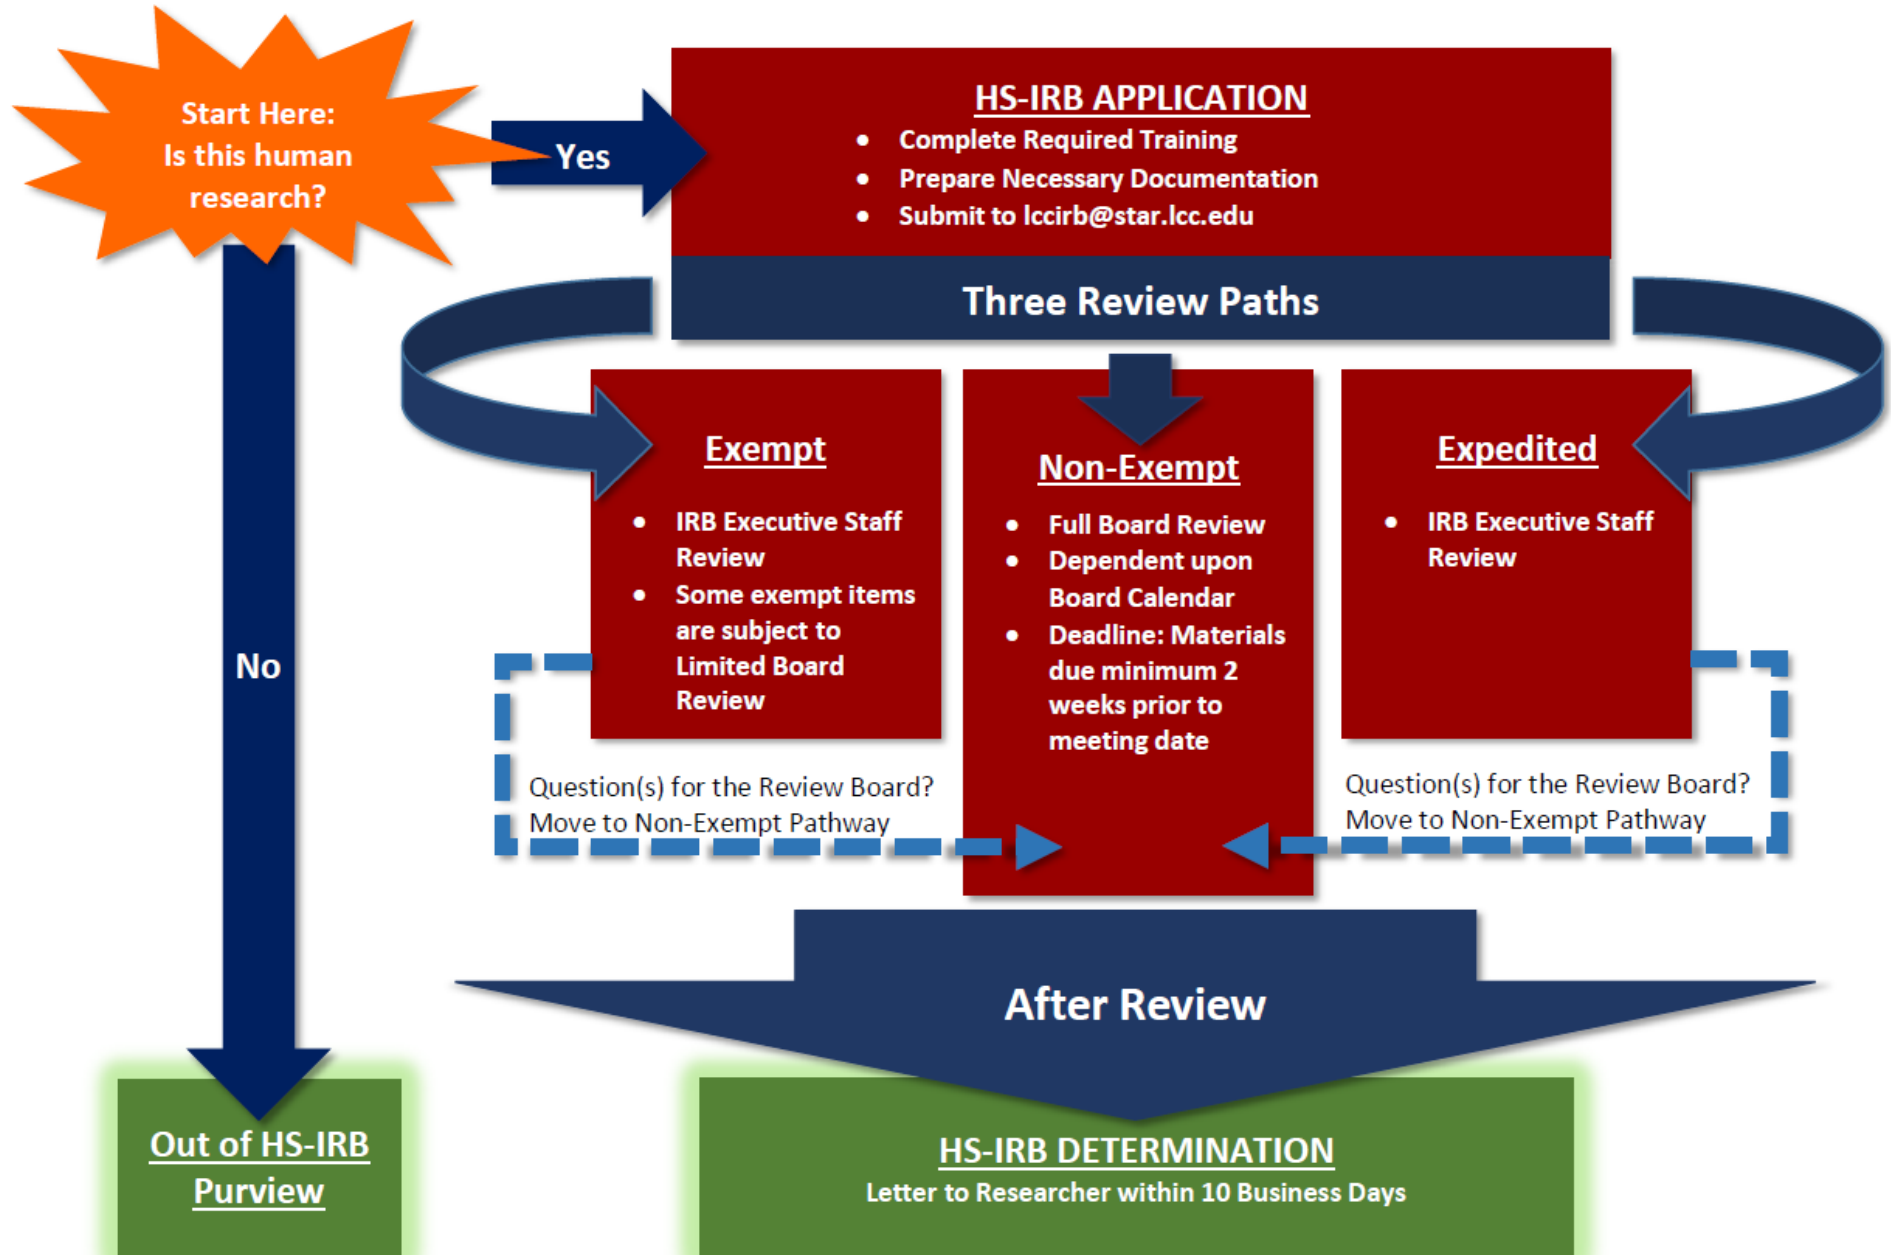 Start Here:
Is this human
research?
Yes
HS-IRB APPLICATION
• Complete Required Training
• Prepare Necessary Documentation
• Submit to lccirb@star.lcc.edu
Three Review Paths
Exempt
• IRB Executive Staff
Review
• Some exempt items
are subject to
Limited Board
Review
Non-Exempt
• Full Board Review
• Dependent upon
Board Calendar
• Deadline: Materials
due minimum 2
weeks prior to
meeting date
Expedited
• IRB Executive Staff
Review
No
Question(s) for the Review Board?
Move to Non-Exempt Pathway
Question(s) for the Review Board?
Move to Non-Exempt Pathway
After Review
Out of HS-IRB
Purview
HS-IRB DETERMINATION
Letter to Researcher within 10 Business Days